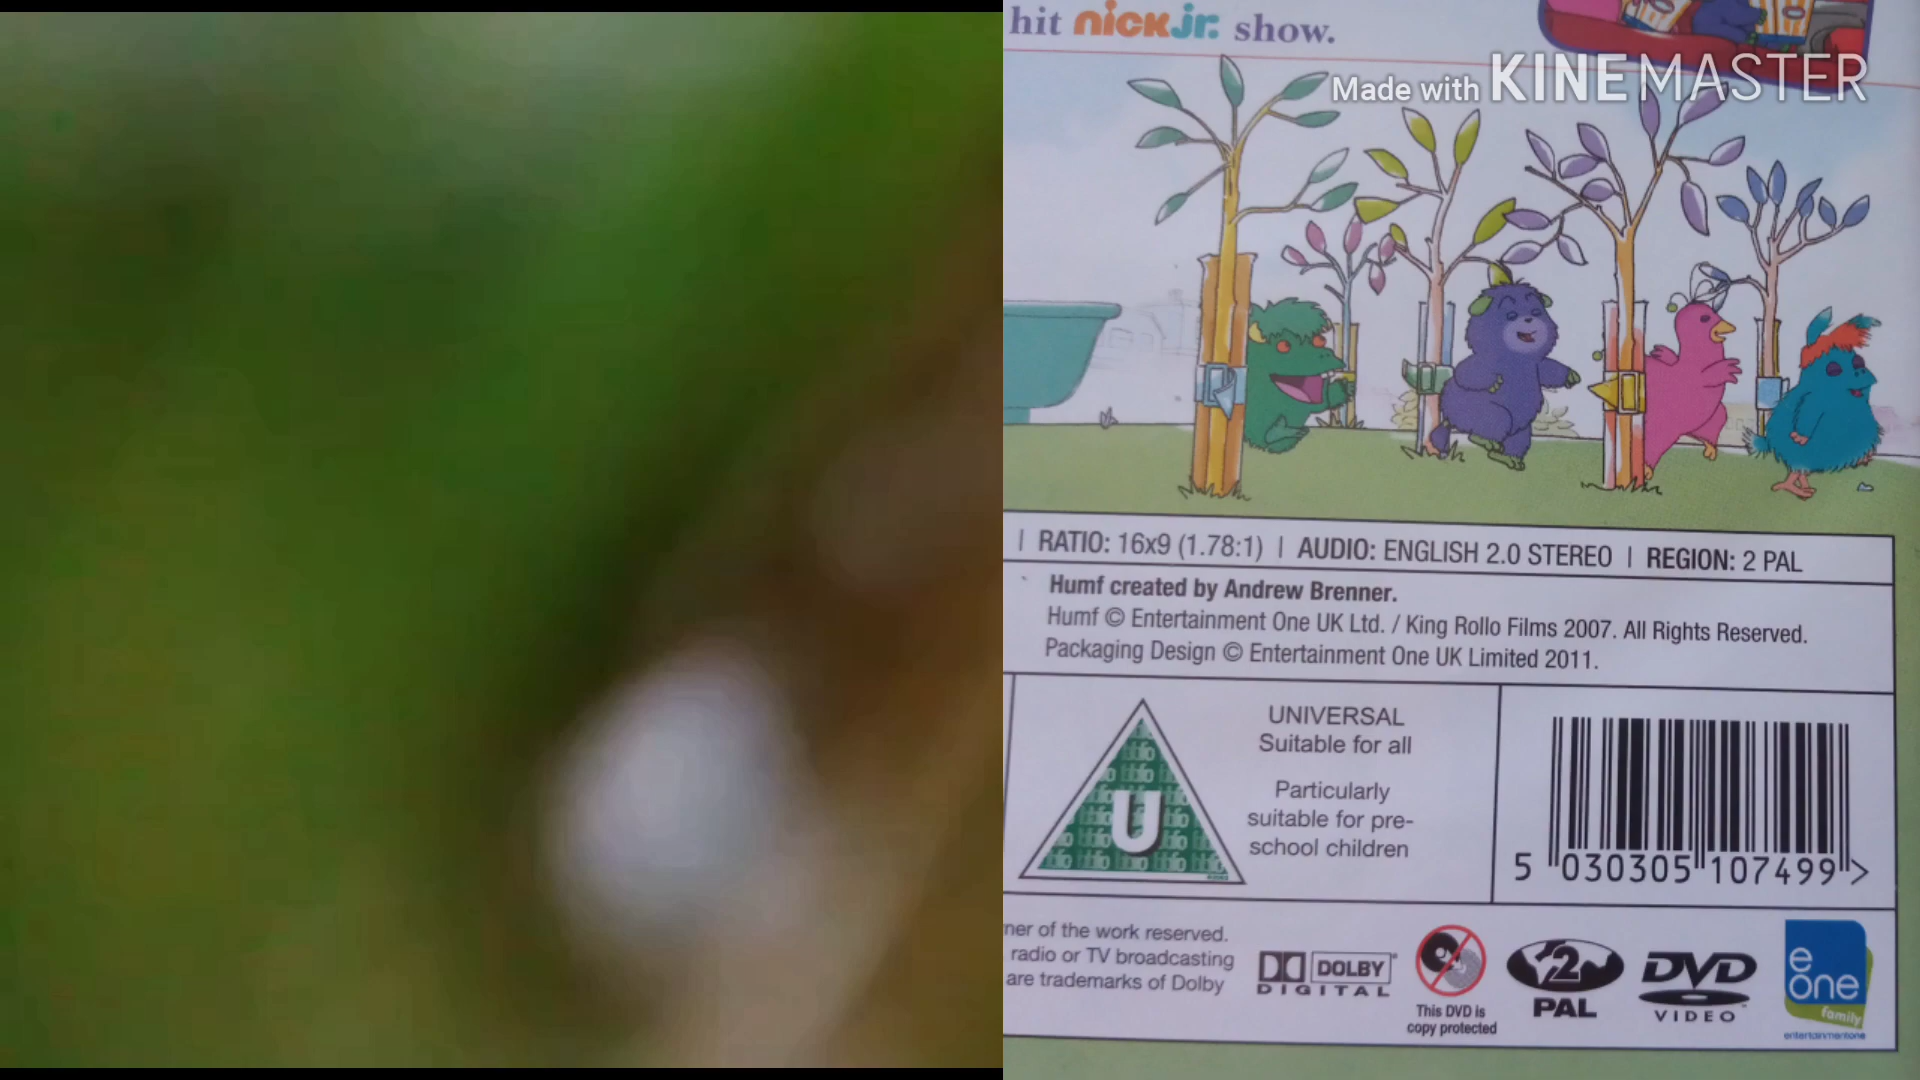 hit nickjr. show.
Made with KINEMASTER
| RATIO: 16x9 (1.78:1) | AUDIO: ENGLISH 2.0 STEREO | REGION: 2 PAL
Humf created by Andrew Brenner.
Humf © Entertainment One UK Ltd. / King Rollo Films 2007. All Rights Reserved.
Packaging Design © Entertainment One UK Limited 2011.
UNIVERSAL
Suitable for all
Particularly
suitable for pre-
school children
U
5 030305 107499 >
ner of the work reserved.
radio or TV broadcasting
are trademarks of Dolby
DOLBY
DIGITAL
This DVD is
copy protected
2
PAL
DVD
VIDEO
e
one
family
entertainmentone